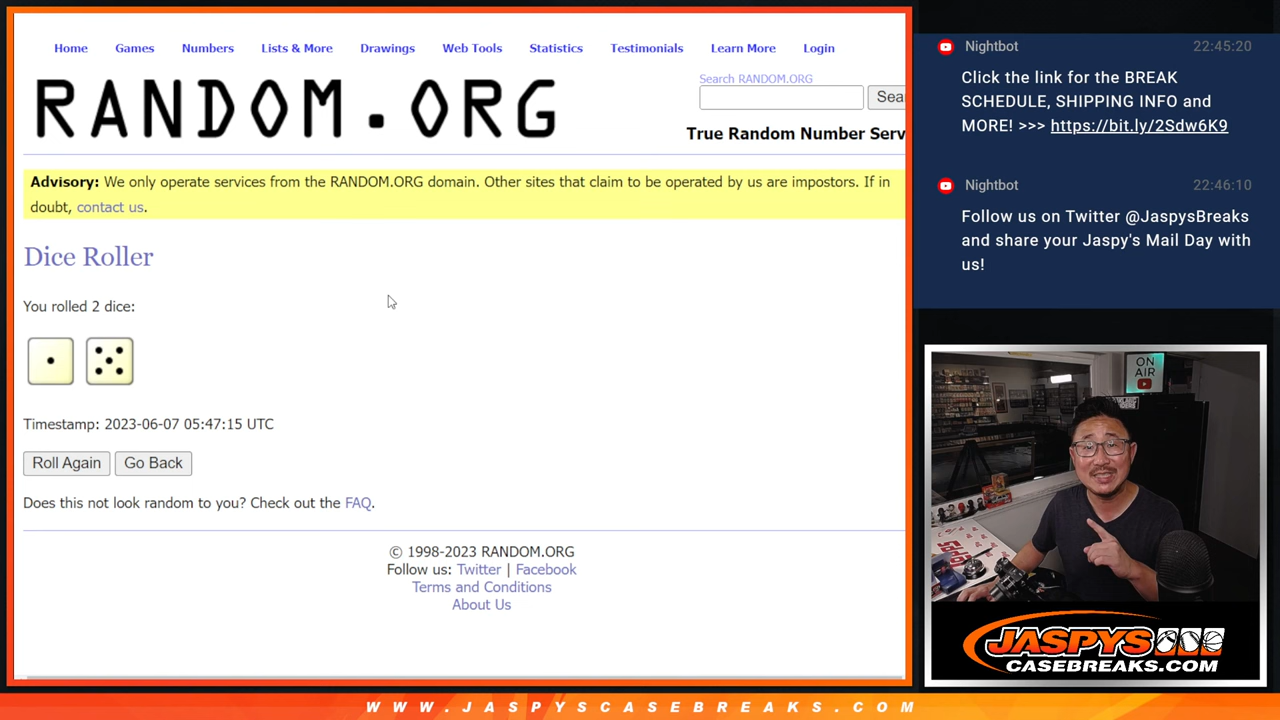 Home Games Numbers Lists & More Drawings Web Tools Statistics Testimonials Learn More Login
RANDOM.ORG
Search RANDOM.ORG
Sea
True Random Number Serv
Advisory: We only operate services from the RANDOM.ORG domain. Other sites that claim to be operated by us are impostors. If in
doubt, contact us.
Dice Roller
You rolled 2 dice:
Timestamp: 2023-06-07 05:47:15 UTC
Roll Again Go Back
Does this not look random to you? Check out the FAQ.
© 1998-2023 RANDOM.ORG
Follow us: Twitter | Facebook
Terms and Conditions
About Us
Nightbot 22:45:20
Click the link for the BREAK
SCHEDULE, SHIPPING INFO and
MORE! >>> https://bit.ly/2Sdw6K9
Nightbot 22:46:10
Follow us on Twitter @JaspysBreaks
and share your Jaspy's Mail Day with
us!
ON
AIR
JASPYS
CASEBREAKS.COM
WWW.JASPYSCASEBREAKS.COM